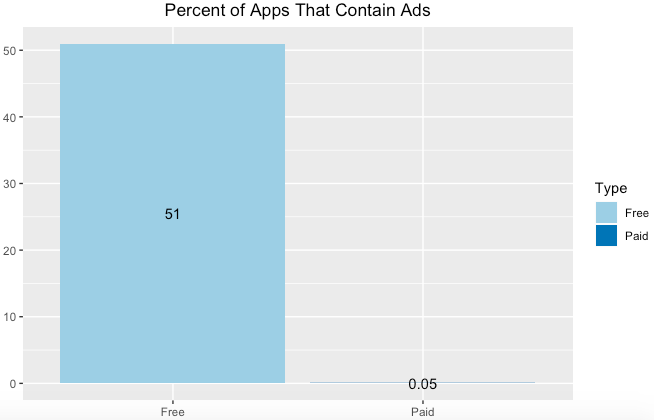 Percent of Apps That Contain Ads
50
40
30
20
10
0
51
0.05
Free
Paid
Type
Free
Paid